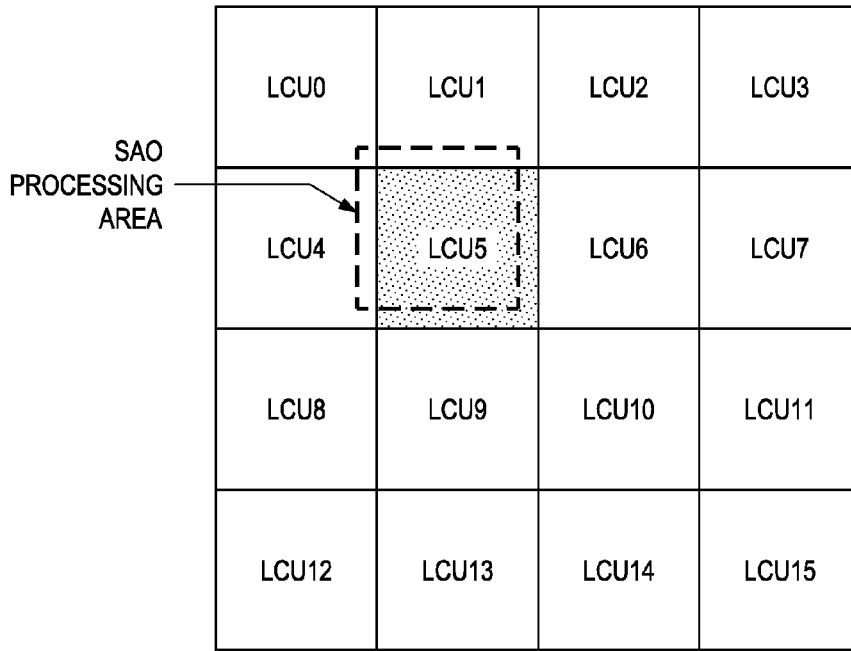 LCU0 LCU1 LCU2 LCU3
SAO
PROCESSING
AREA
LCU4 LCU5 LCU6 LCU7
LCU8 LCU9 LCU10 LCU11
LCU12 LCU13 LCU14 LCU15